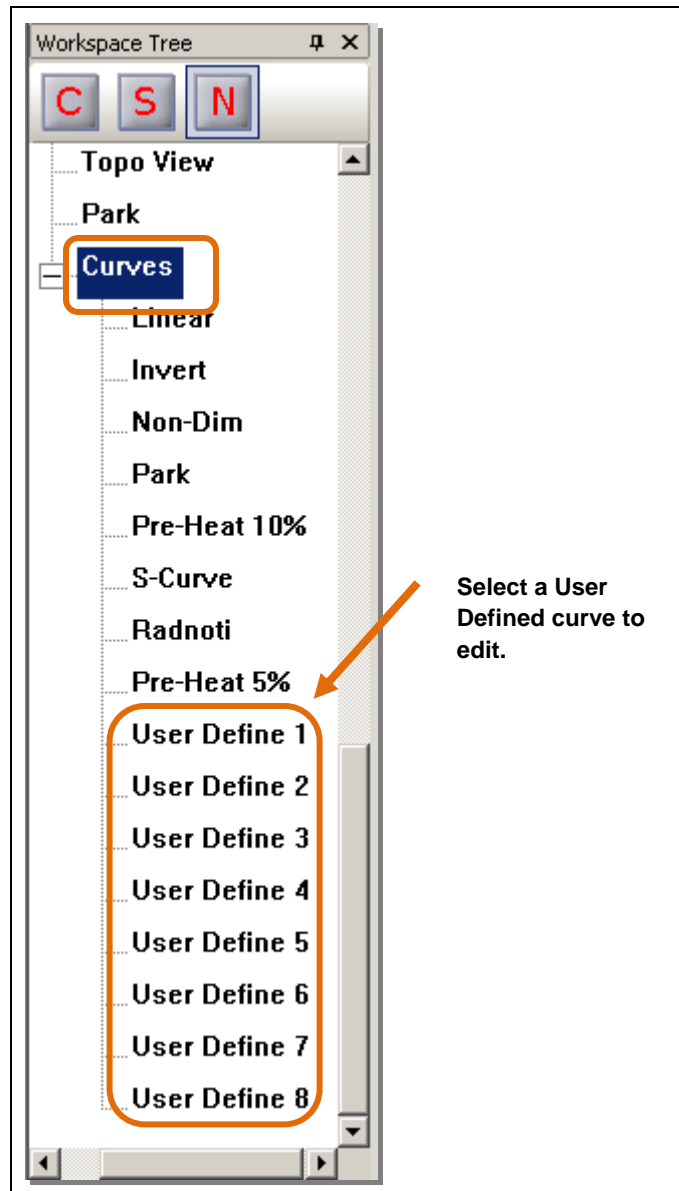 Workspace Tree
C S N
Topo View
Park
Curves
Linear
Invert
Non-Dim
Park
Pre-Heat 10%
S-Curve
Radnoti
Pre-Heat 5%
User Define 1
User Define 2
User Define 3
User Define 4
User Define 5
User Define 6
User Define 7
User Define 8
Select a User
Defined curve to
edit.